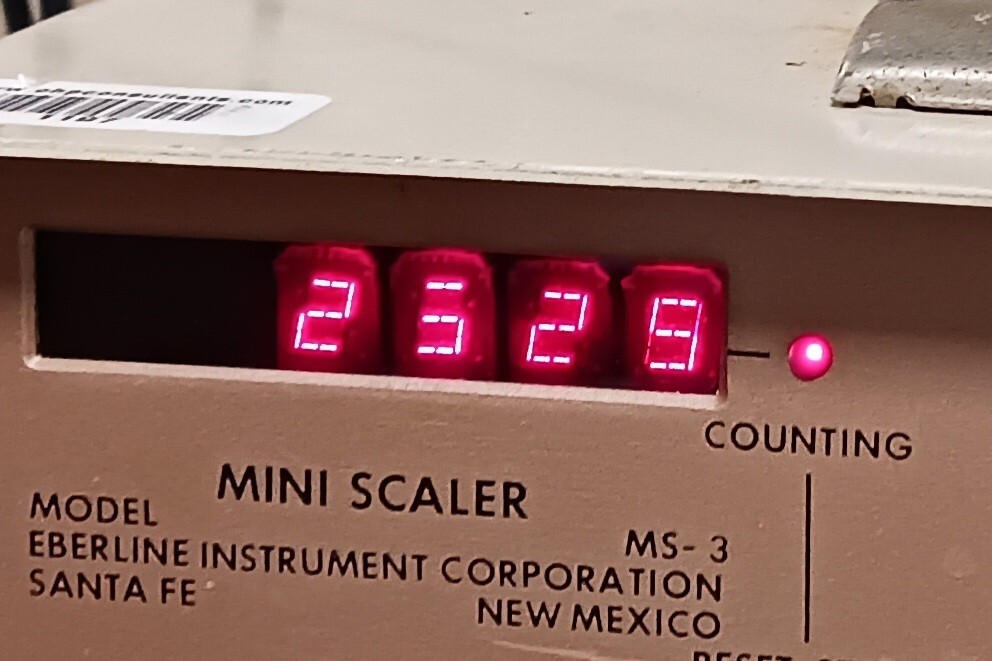 2528
COUNTING
MINI SCALER
MODEL MS-3
EBERLINE INSTRUMENT CORPORATION
SANTA FE NEW MEXICO